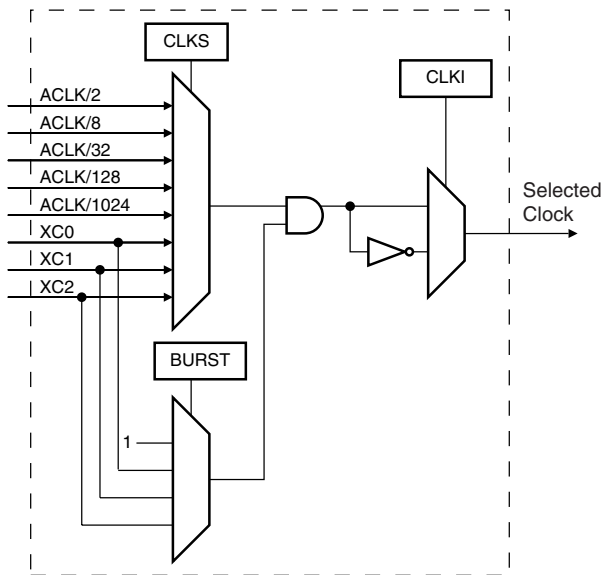 CLKS
CLKI
ACLK/2
ACLK/8
ACLK/32
ACLK/128
ACLK/1024
XC0
XC1
XC2
Selected
Clock
BURST
1